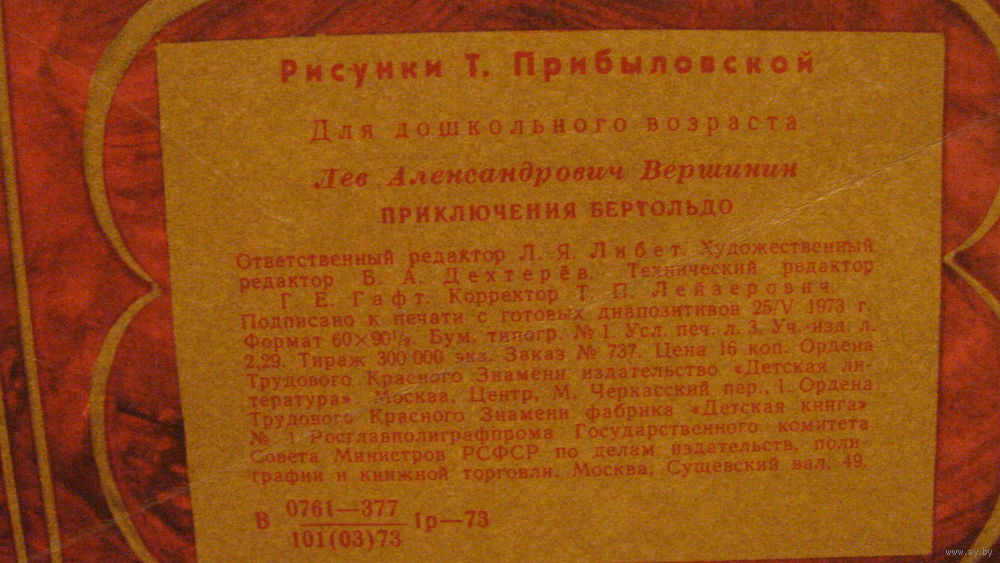 Рисунки Т. Прибыловской
Для дошкольного возраста
Лев Александрович Вершинин
ПРИКЛЮЧЕНИЯ БЕРТОЛЬДО
Ответственный редактор Л. Я. Либет. Художественный
редактор Б. А. Дехтерёв. Технический редактор
Г. Е. Гафт. Корректор Т. П. Лейзерович.
Подписано к печати с готовых диапозитивов 25/V 1973 г.
Формат 60×90¹/₈. Бум. типогр. № 1. Усл. печ. л. 3. Уч.-изд. л.
2,29. Тираж 300 000 экз. Заказ № 737. Цена 16 коп. Ордена
Трудового Красного Знамени издательство «Детская ли-
тература». Москва, Центр, М. Черкасский пер., 1. Ордена
Трудового Красного Знамени фабрика «Детская книга»
№ 1 Росглавполиграфпрома Государственного комитета
Совета Министров РСФСР по делам издательств, поли-
графии и книжной торговли. Москва, Сущевский вал, 49.
В 0761—377 1р—73
101(03)73
www.ay.by